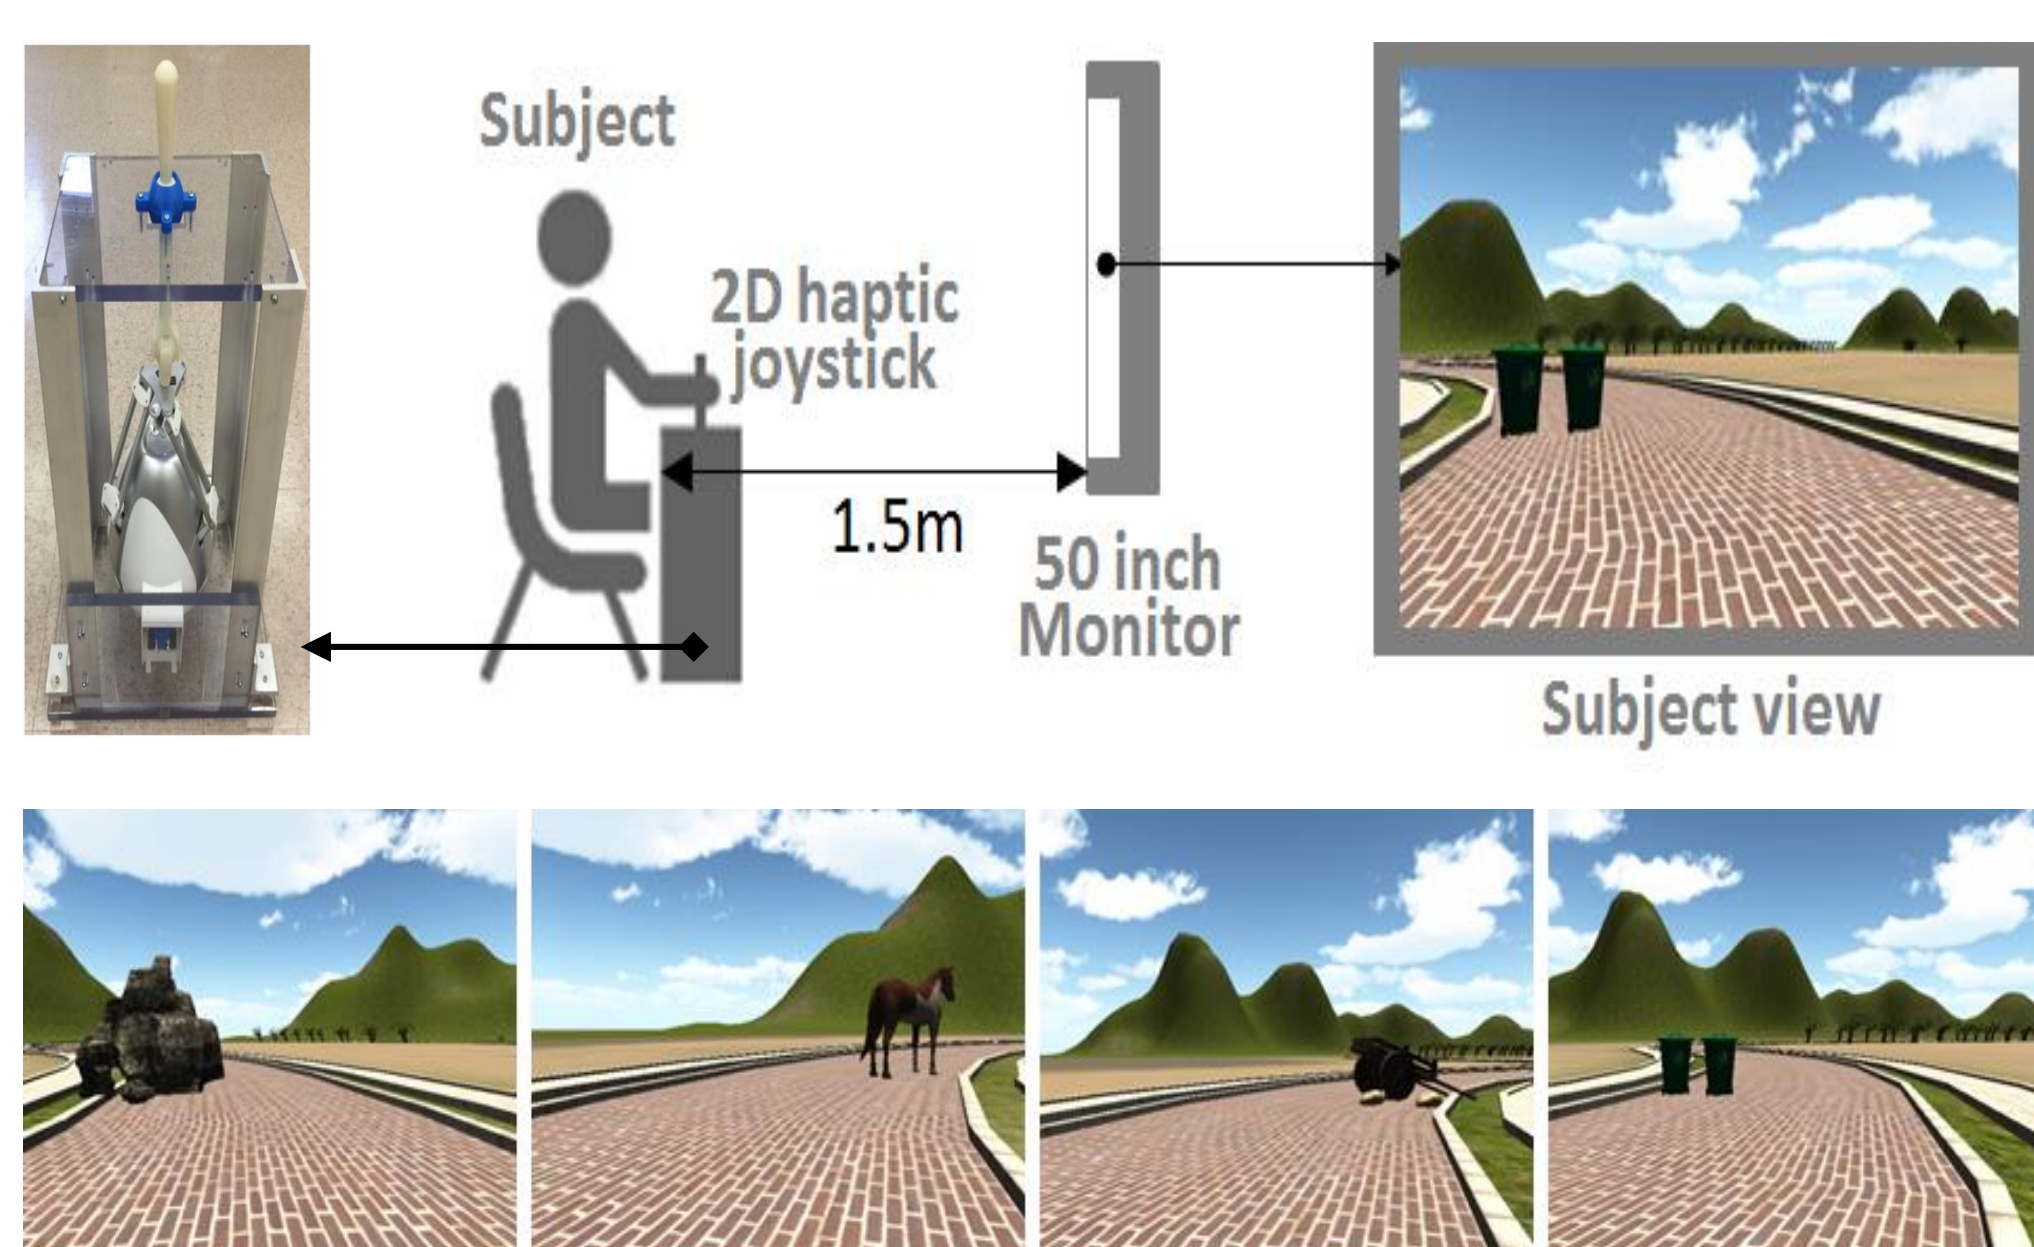 Subject
2D haptic
joystick
1.5m
50 inch
Monitor
Subject view